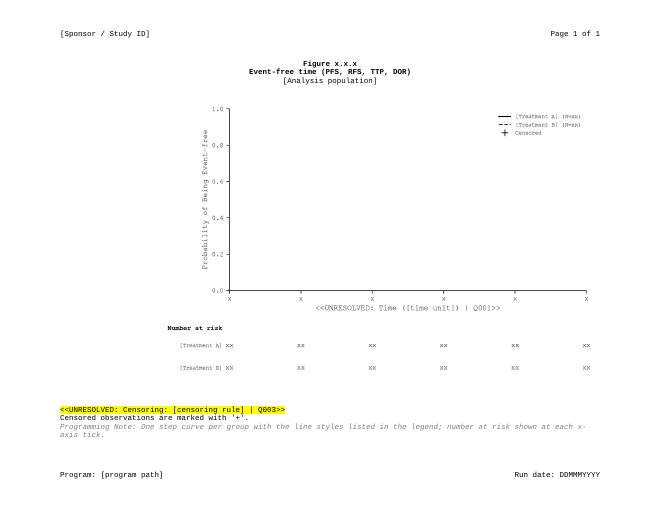 [Sponsor / Study ID] Page 1 of 1
Figure x.x.x
Event-free time (PFS, RFS, TTP, DOR)
[Analysis population]
1.0
[Treatment A] (N=xx)
[Treatment B] (N=xx)
Censored
0.8
0.6
0.4
0.2
0.0
Probability of Being Event-free
x x x x x x
<<UNRESOLVED: Time ([time unit]) | Q001>>
Number at risk
[Treatment A] xx xx xx xx xx xx
[Treatment B] xx xx xx xx xx xx
<<UNRESOLVED: Censoring: [censoring rule] | Q003>>
Censored observations are marked with '+'.
Programming Note: One step curve per group with the line styles listed in the legend; number at risk shown at each x-
axis tick.
Program: [program path] Run date: DDMMMYYYY